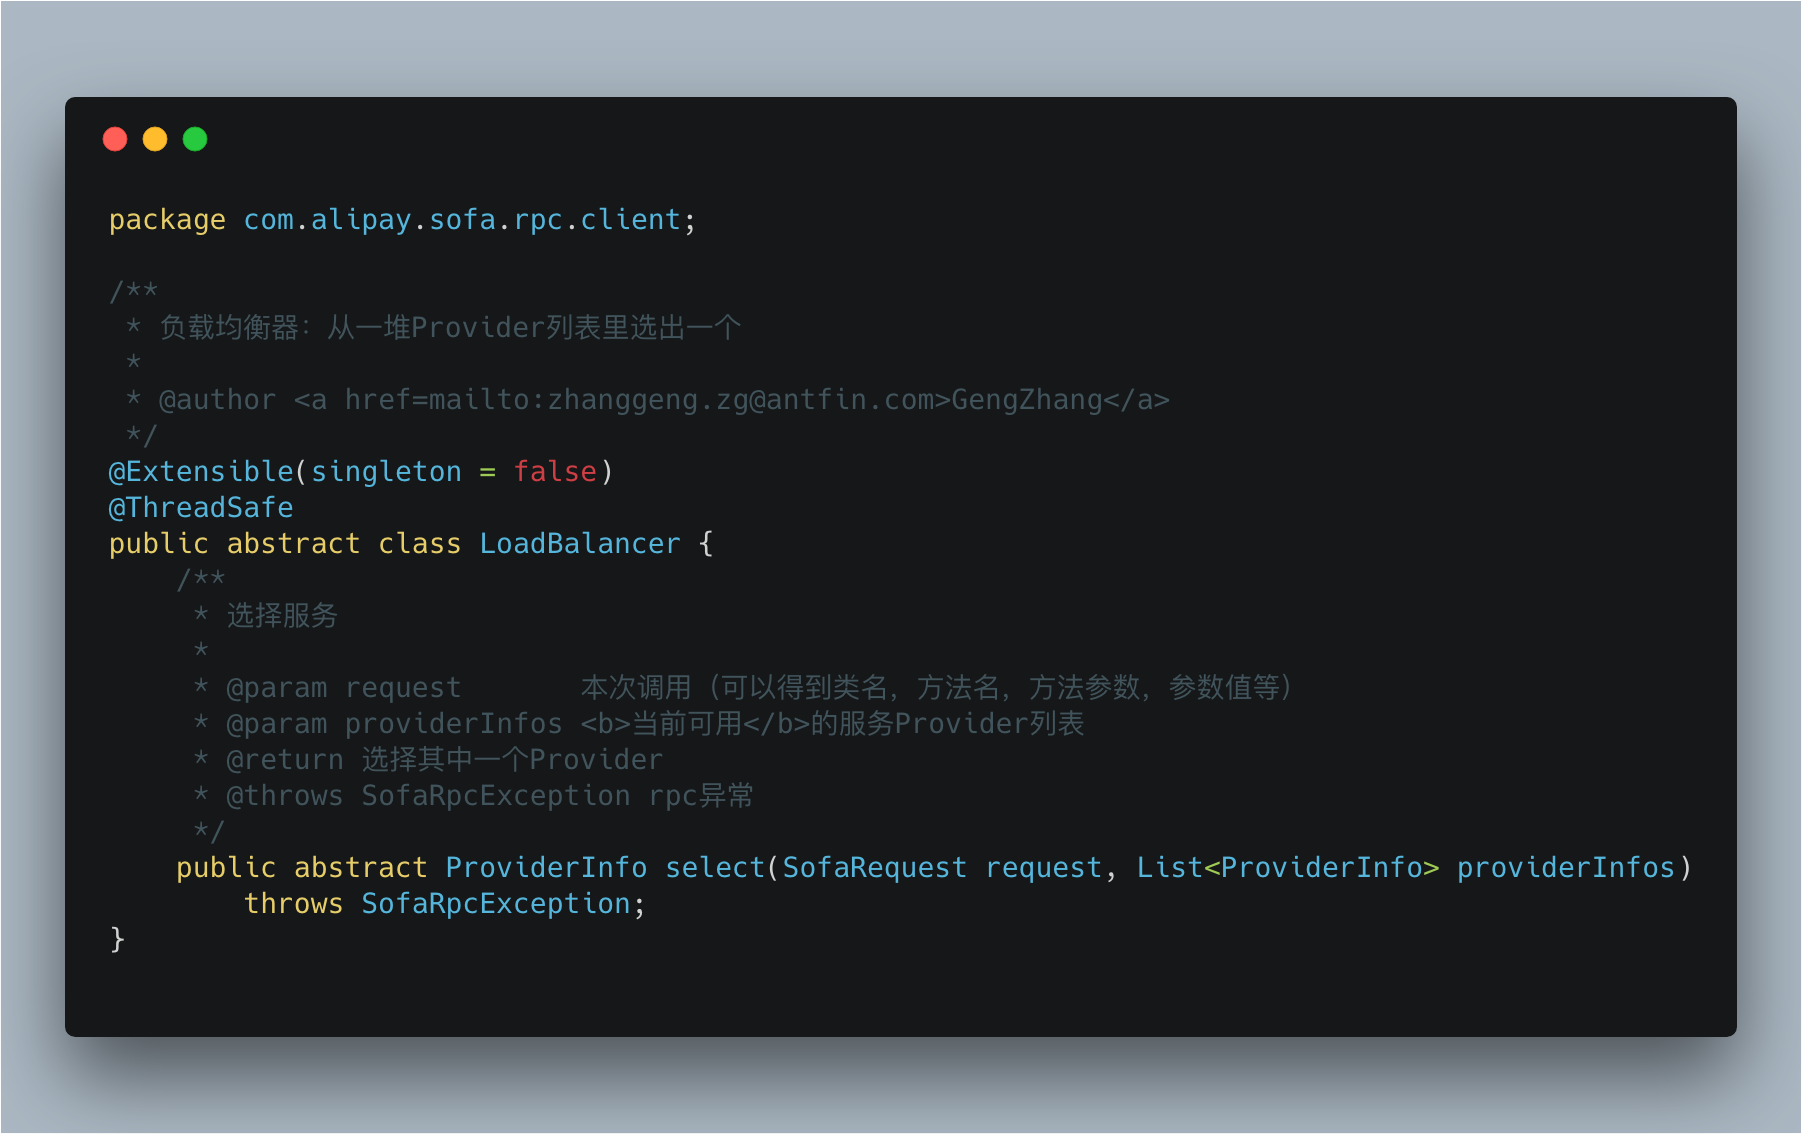 package com.alipay.sofa.rpc.client;
/**
 * 负载均衡器：从一堆Provider列表里选出一个
 *
 * @author <a href=mailto:zhanggeng.zg@antfin.com>GengZhang</a>
 */
@Extensible(singleton = false)
@ThreadSafe
public abstract class LoadBalancer {
    /**
     * 选择服务
     *
     * @param request       本次调用（可以得到类名，方法名，方法参数，参数值等）
     * @param providerInfos <b>当前可用</b>的服务Provider列表
     * @return 选择其中一个Provider
     * @throws SofaRpcException rpc异常
     */
    public abstract ProviderInfo select(SofaRequest request, List<ProviderInfo> providerInfos)
        throws SofaRpcException;
}